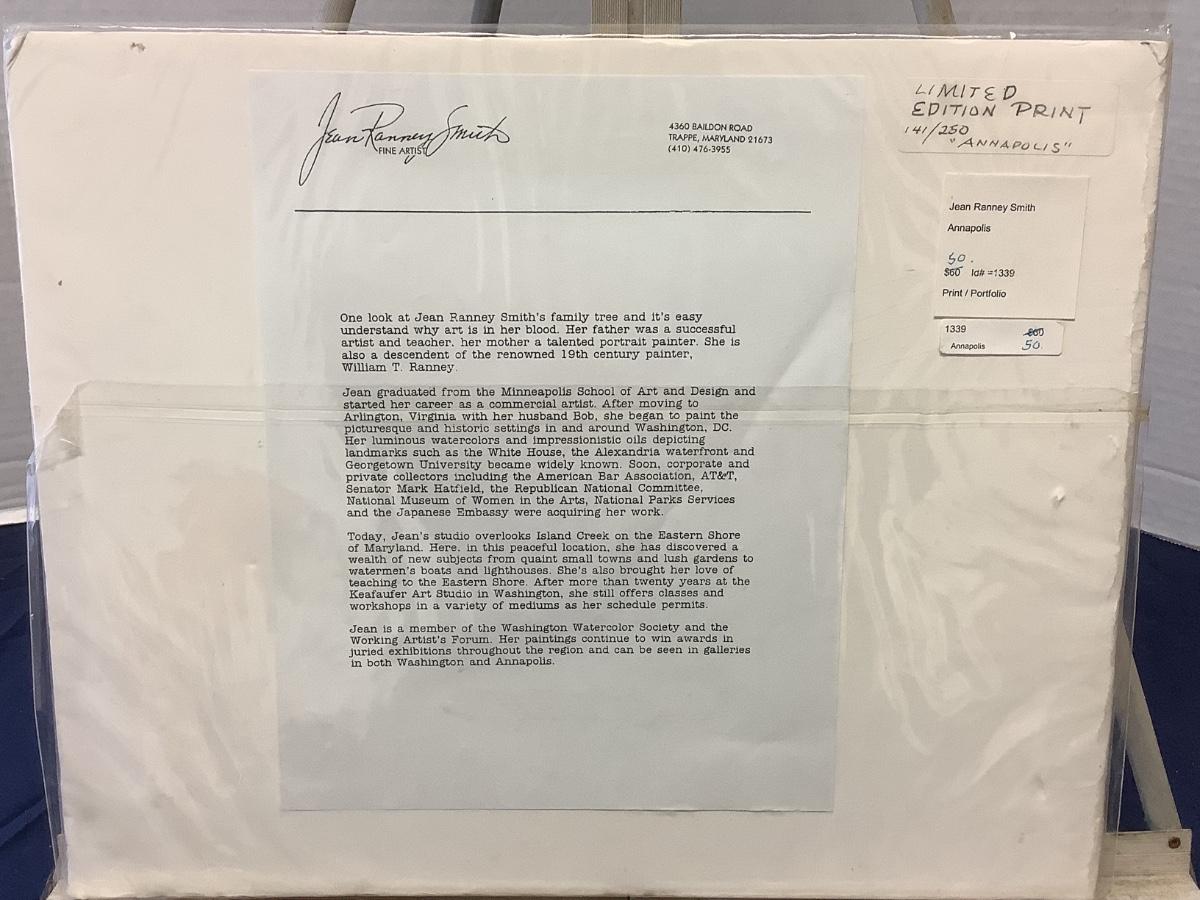 Jean Ranney Smith
FINE ARTIST
4360 BAILDON ROAD
TRAPPE, MARYLAND 21673
(410) 476-3955
One look at Jean Ranney Smith's family tree and it's easy
understand why art is in her blood. Her father was a successful
artist and teacher. her mother a talented portrait painter. She is
also a descendent of the renowned 19th century painter,
William T. Ranney.
Jean graduated from the Minneapolis School of Art and Design and
started her career as a commercial artist. After moving to
Arlington, Virginia with her husband Bob, she began to paint the
picturesque and historic settings in and around Washington, DC.
Her luminous watercolors and impressionistic oils depicting
landmarks such as the White House, the Alexandria waterfront and
Georgetown University became widely known. Soon, corporate and
private collectors including the American Bar Association, AT&T,
Senator Mark Hatfield, the Republican National Committee,
National Museum of Women in the Arts, National Parks Services
and the Japanese Embassy were acquiring her work.
Today, Jean's studio overlooks Island Creek on the Eastern Shore
of Maryland. Here. in this peaceful location, she has discovered a
wealth of new subjects from quaint small towns and lush gardens to
watermen's boats and lighthouses. She's also brought her love of
teaching to the Eastern Shore. After more than twenty years at the
Keafaufer Art Studio in Washington, she still offers classes and
workshops in a variety of mediums as her schedule permits.
Jean is a member of the Washington Watercolor Society and the
Working Artist's Forum. Her paintings continue to win awards in
juried exhibitions throughout the region and can be seen in galleries
in both Washington and Annapolis.
LIMITED
EDITION PRINT
141/250
"ANNAPOLIS"
Jean Ranney Smith
Annapolis
50.
$60 Id# =1339
Print / Portfolio
1339 $60
Annapolis 50.